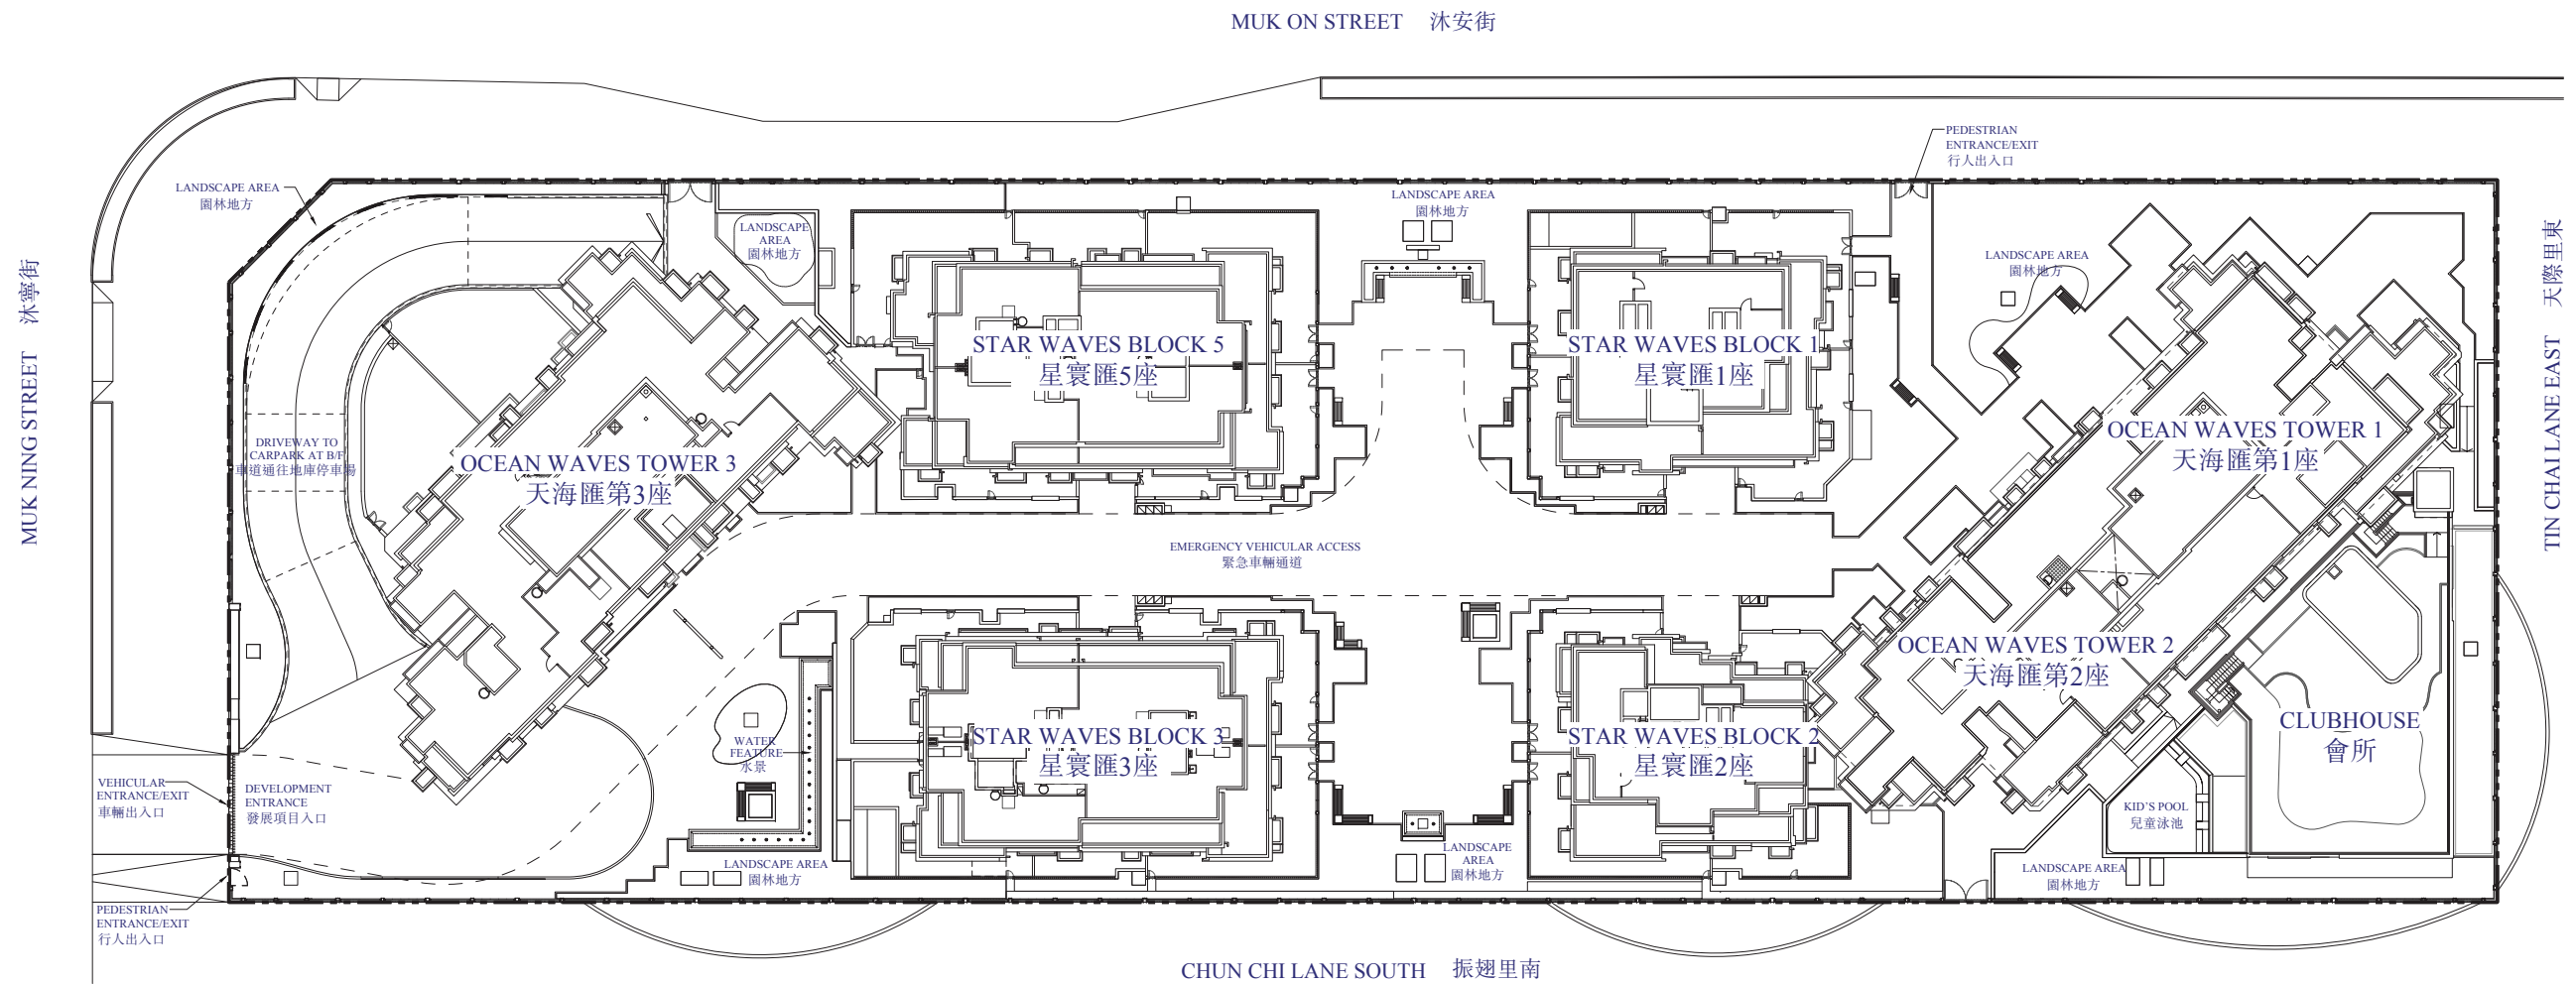 MUK ON STREET 沐安街
PEDESTRIAN
ENTRANCE/EXIT
行人出入口
LANDSCAPE AREA
園林地方
LANDSCAPE AREA
園林地方
LANDSCAPE
AREA
園林地方
LANDSCAPE AREA
園林地方
MUK NING STREET 沐寧街
TIN CHAI LANE EAST 天際里東
STAR WAVES BLOCK 5
星寰匯5座
STAR WAVES BLOCK 1
星寰匯1座
OCEAN WAVES TOWER 1
天海匯第1座
DRIVEWAY TO
CARPARK AT B/F
車道通往地庫停車場
OCEAN WAVES TOWER 3
天海匯第3座
EMERGENCY VEHICULAR ACCESS
緊急車輛通道
OCEAN WAVES TOWER 2
天海匯第2座
STAR WAVES BLOCK 3
星寰匯3座
STAR WAVES BLOCK 2
星寰匯2座
CLUBHOUSE
會所
WATER
FEATURE
水景
VEHICULAR
ENTRANCE/EXIT
車輛出入口
DEVELOPMENT
ENTRANCE
發展項目入口
KID'S POOL
兒童泳池
LANDSCAPE AREA
園林地方
LANDSCAPE
AREA
園林地方
LANDSCAPE AREA
園林地方
PEDESTRIAN
ENTRANCE/EXIT
行人出入口
CHUN CHI LANE SOUTH 振翅里南